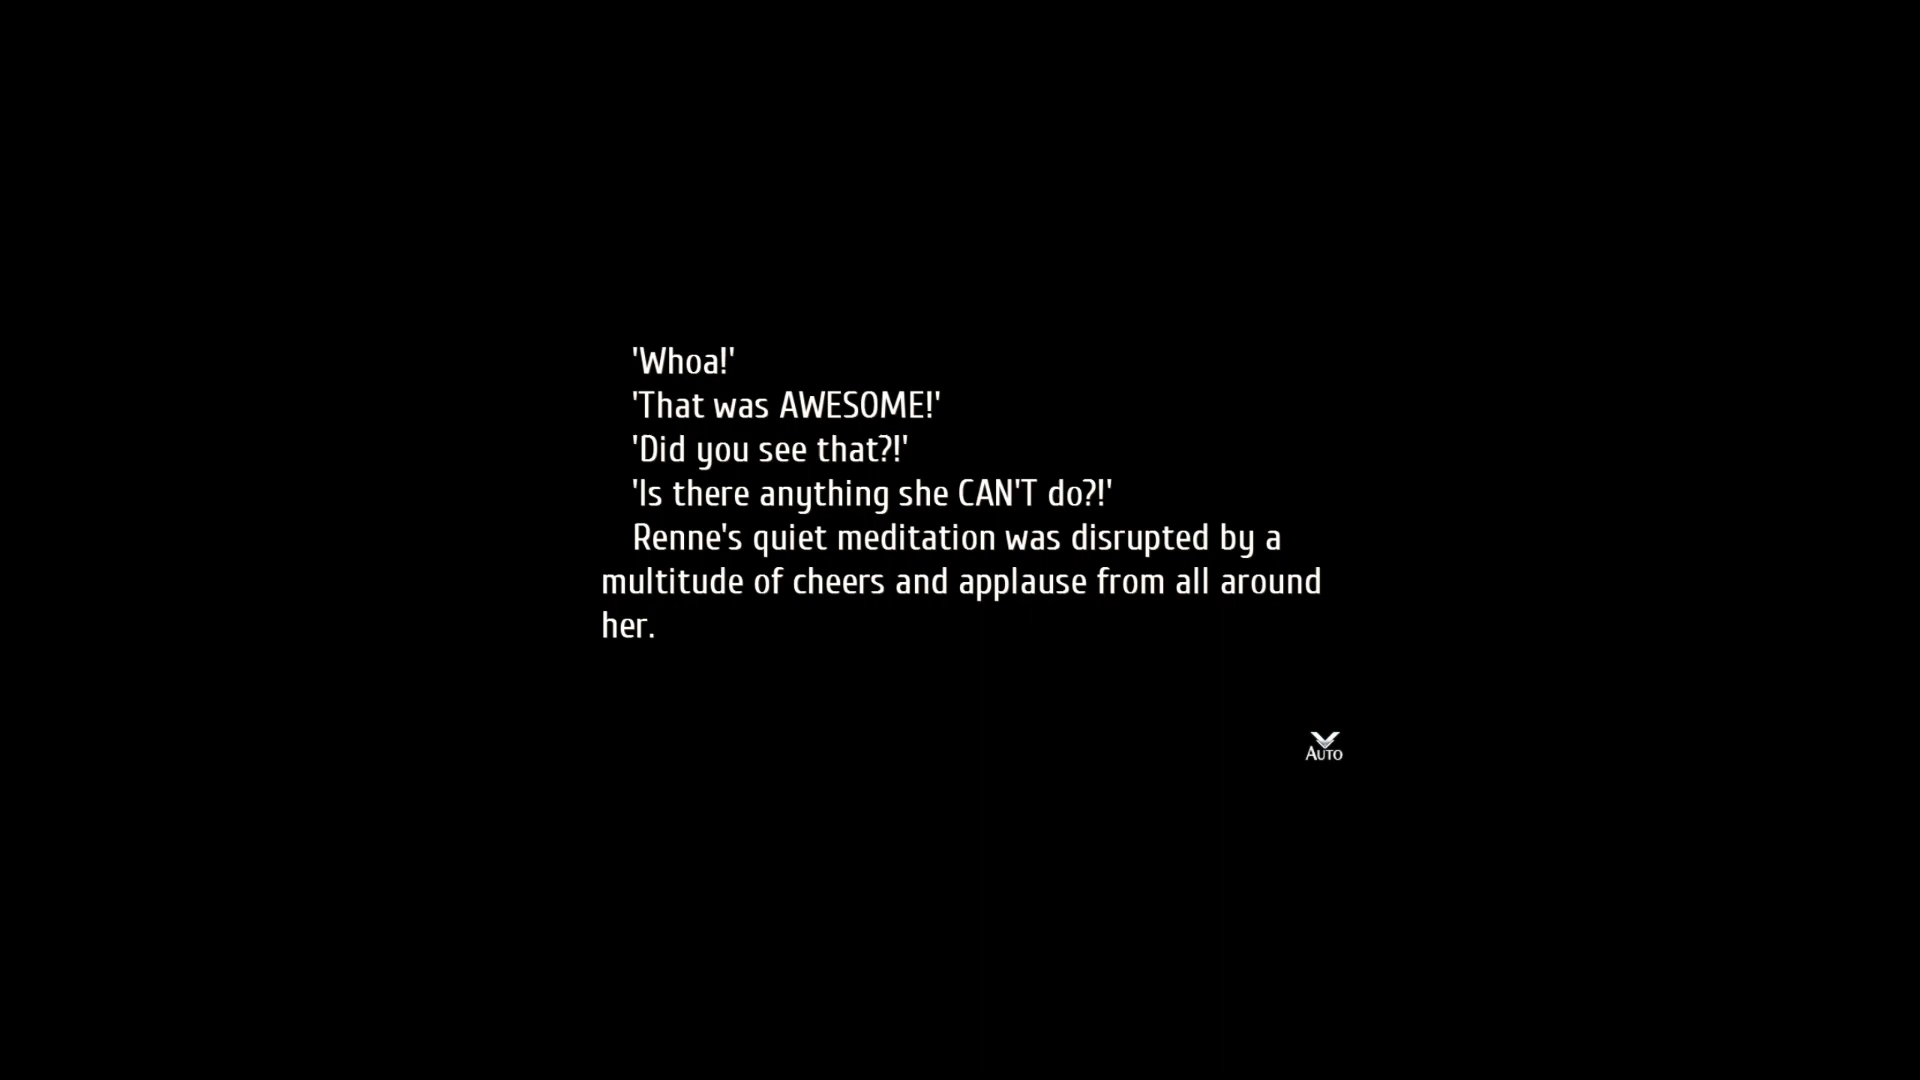 'Whoa!'
'That was AWESOME!'
'Did you see that?!'
'Is there anything she CAN'T do?!'
Renne's quiet meditation was disrupted by a
multitude of cheers and applause from all around
her.
AUTO